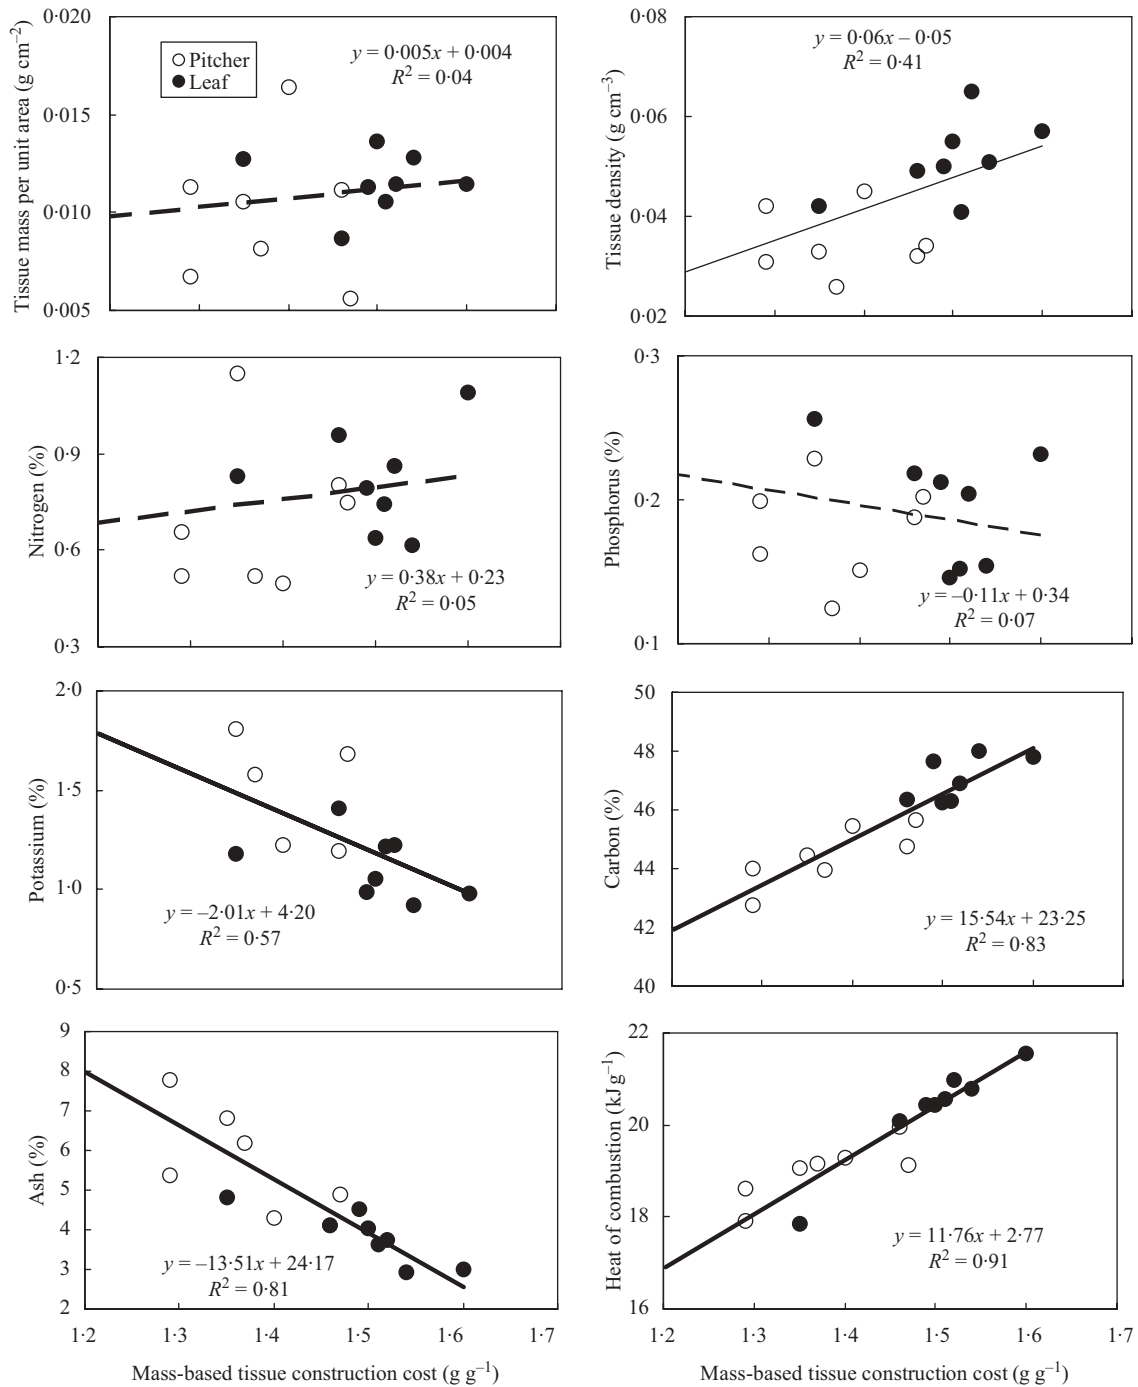 Tissue mass per unit area (g cm⁻²)
0·020
0·015
0·010
0·005
Pitcher
Leaf
y = 0·005x + 0·004
R² = 0·04
Tissue density (g cm⁻³)
0·08
0·06
0·04
0·02
y = 0·06x – 0·05
R² = 0·41
Nitrogen (%)
1·2
0·9
0·6
0·3
y = 0·38x + 0·23
R² = 0·05
Phosphorus (%)
0·3
0·2
0·1
y = –0·11x + 0·34
R² = 0·07
Potassium (%)
2·0
1·5
1·0
0·5
y = –2·01x + 4·20
R² = 0·57
Carbon (%)
50
48
46
44
42
40
y = 15·54x + 23·25
R² = 0·83
Ash (%)
9
8
7
6
5
4
3
2
y = –13·51x + 24·17
R² = 0·81
1·2 1·3 1·4 1·5 1·6 1·7
Mass-based tissue construction cost (g g⁻¹)
Heat of combustion (kJ g⁻¹)
22
20
18
16
y = 11·76x + 2·77
R² = 0·91
1·2 1·3 1·4 1·5 1·6 1·7
Mass-based tissue construction cost (g g⁻¹)